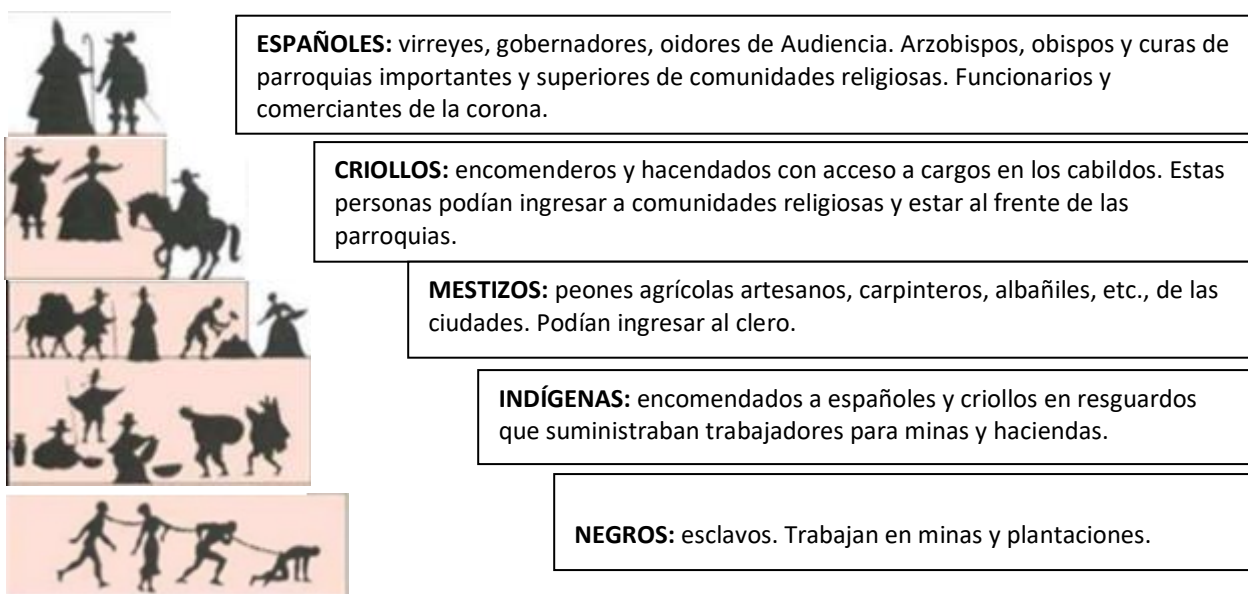 ESPAÑOLES: virreyes, gobernadores, oidores de Audiencia. Arzobispos, obispos y curas de
parroquias importantes y superiores de comunidades religiosas. Funcionarios y
comerciantes de la corona.
CRIOLLOS: encomenderos y hacendados con acceso a cargos en los cabildos. Estas
personas podían ingresar a comunidades religiosas y estar al frente de las
parroquias.
MESTIZOS: peones agrícolas artesanos, carpinteros, albañiles, etc., de las
ciudades. Podían ingresar al clero.
INDÍGENAS: encomendados a españoles y criollos en resguardos
que suministraban trabajadores para minas y haciendas.
NEGROS: esclavos. Trabajan en minas y plantaciones.